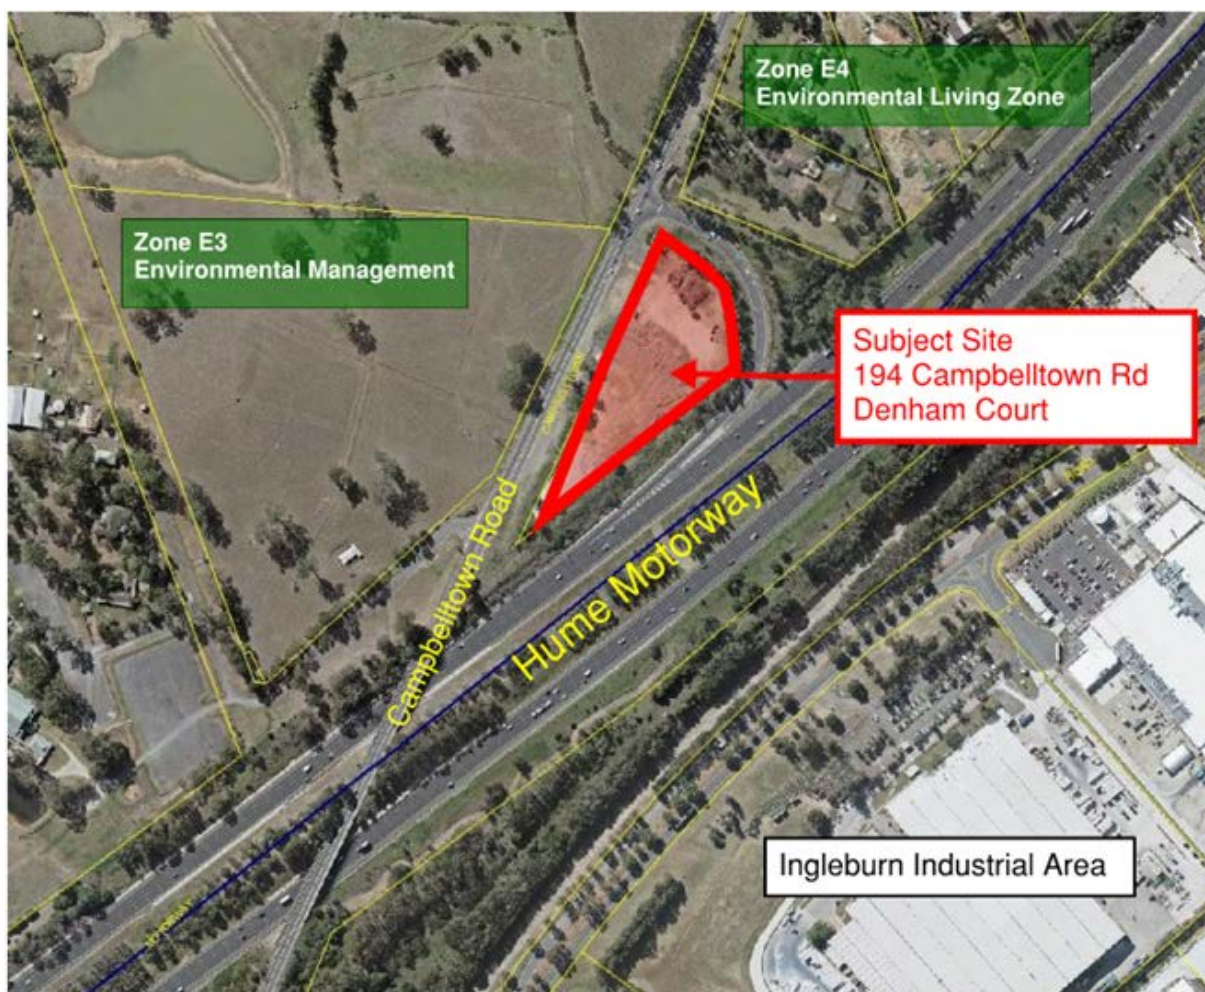 Zone E4
Environmental Living Zone
Zone E3
Environmental Management
Subject Site
194 Campbelltown Rd
Denham Court
Campbelltown Road
Hume Motorway
Ingleburn Industrial Area